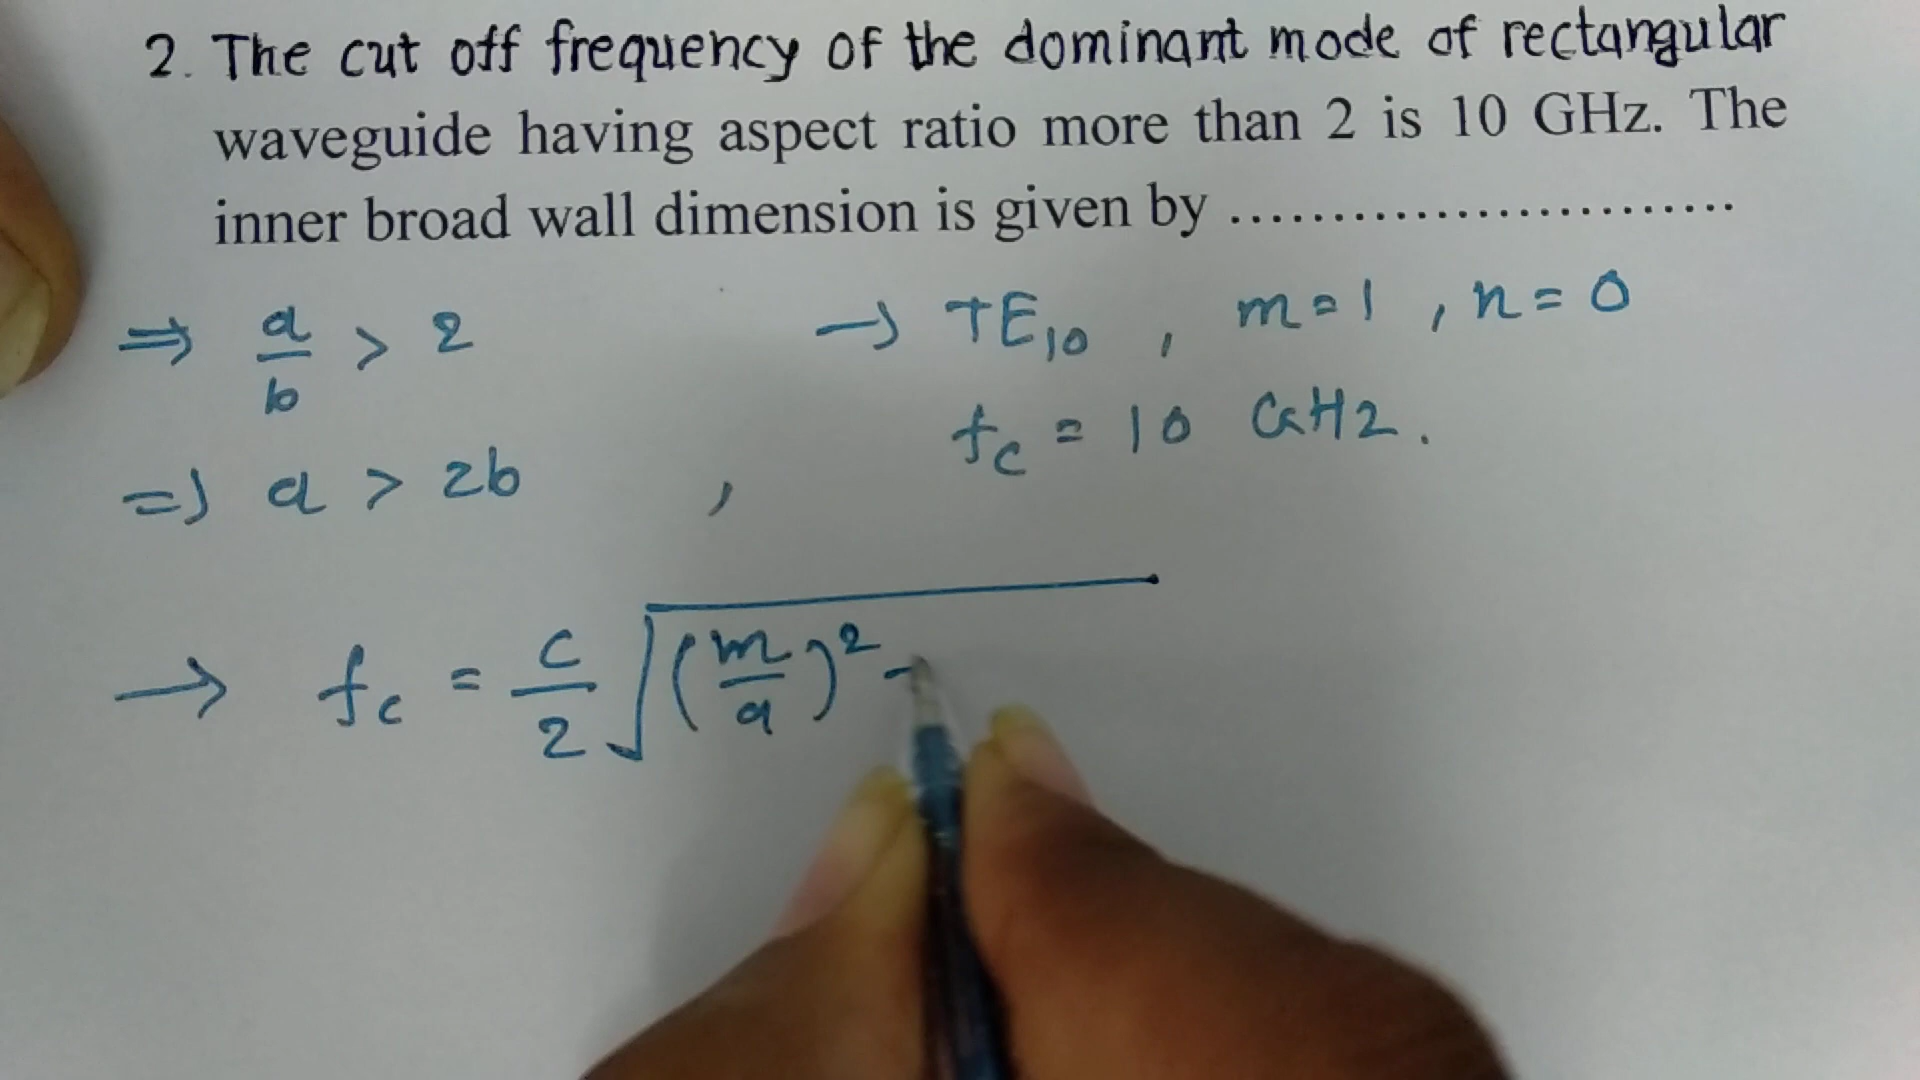 2. The cut off frequency of the dominant mode of rectangular
waveguide having aspect ratio more than 2 is 10 GHz. The
inner broad wall dimension is given by ..........................
⇒ a/b > 2 → TE₁₀ , m=1 , n=0
⇒ a > 2b , fc = 10 GHz.
→ fc = c/2 √(m/a)² -